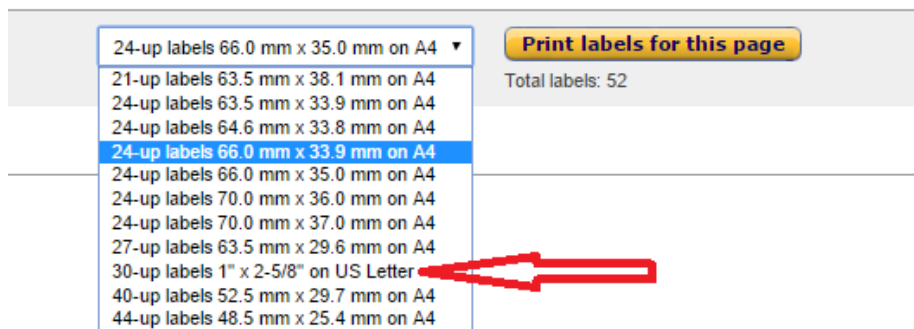 24-up labels 66.0 mm x 35.0 mm on A4
Print labels for this page
Total labels: 52
21-up labels 63.5 mm x 38.1 mm on A4
24-up labels 63.5 mm x 33.9 mm on A4
24-up labels 64.6 mm x 33.8 mm on A4
24-up labels 66.0 mm x 33.9 mm on A4
24-up labels 66.0 mm x 35.0 mm on A4
24-up labels 70.0 mm x 36.0 mm on A4
24-up labels 70.0 mm x 37.0 mm on A4
27-up labels 63.5 mm x 29.6 mm on A4
30-up labels 1" x 2-5/8" on US Letter
40-up labels 52.5 mm x 29.7 mm on A4
44-up labels 48.5 mm x 25.4 mm on A4